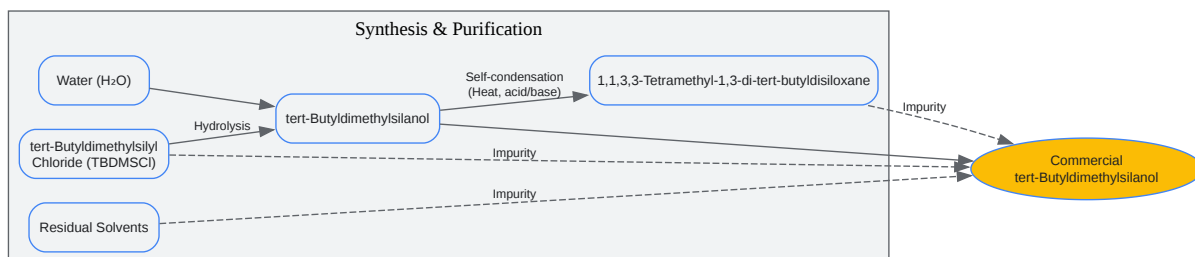 Synthesis & Purification
Water (H₂O)
Self-condensation
(Heat, acid/base)
1,1,3,3-Tetramethyl-1,3-di-tert-butyldisiloxane
Impurity
tert-Butyldimethylsilanol
Hydrolysis
tert-Butyldimethylsilyl
Chloride (TBDMSCl)
Impurity
Commercial
tert-Butyldimethylsilanol
Impurity
Residual Solvents